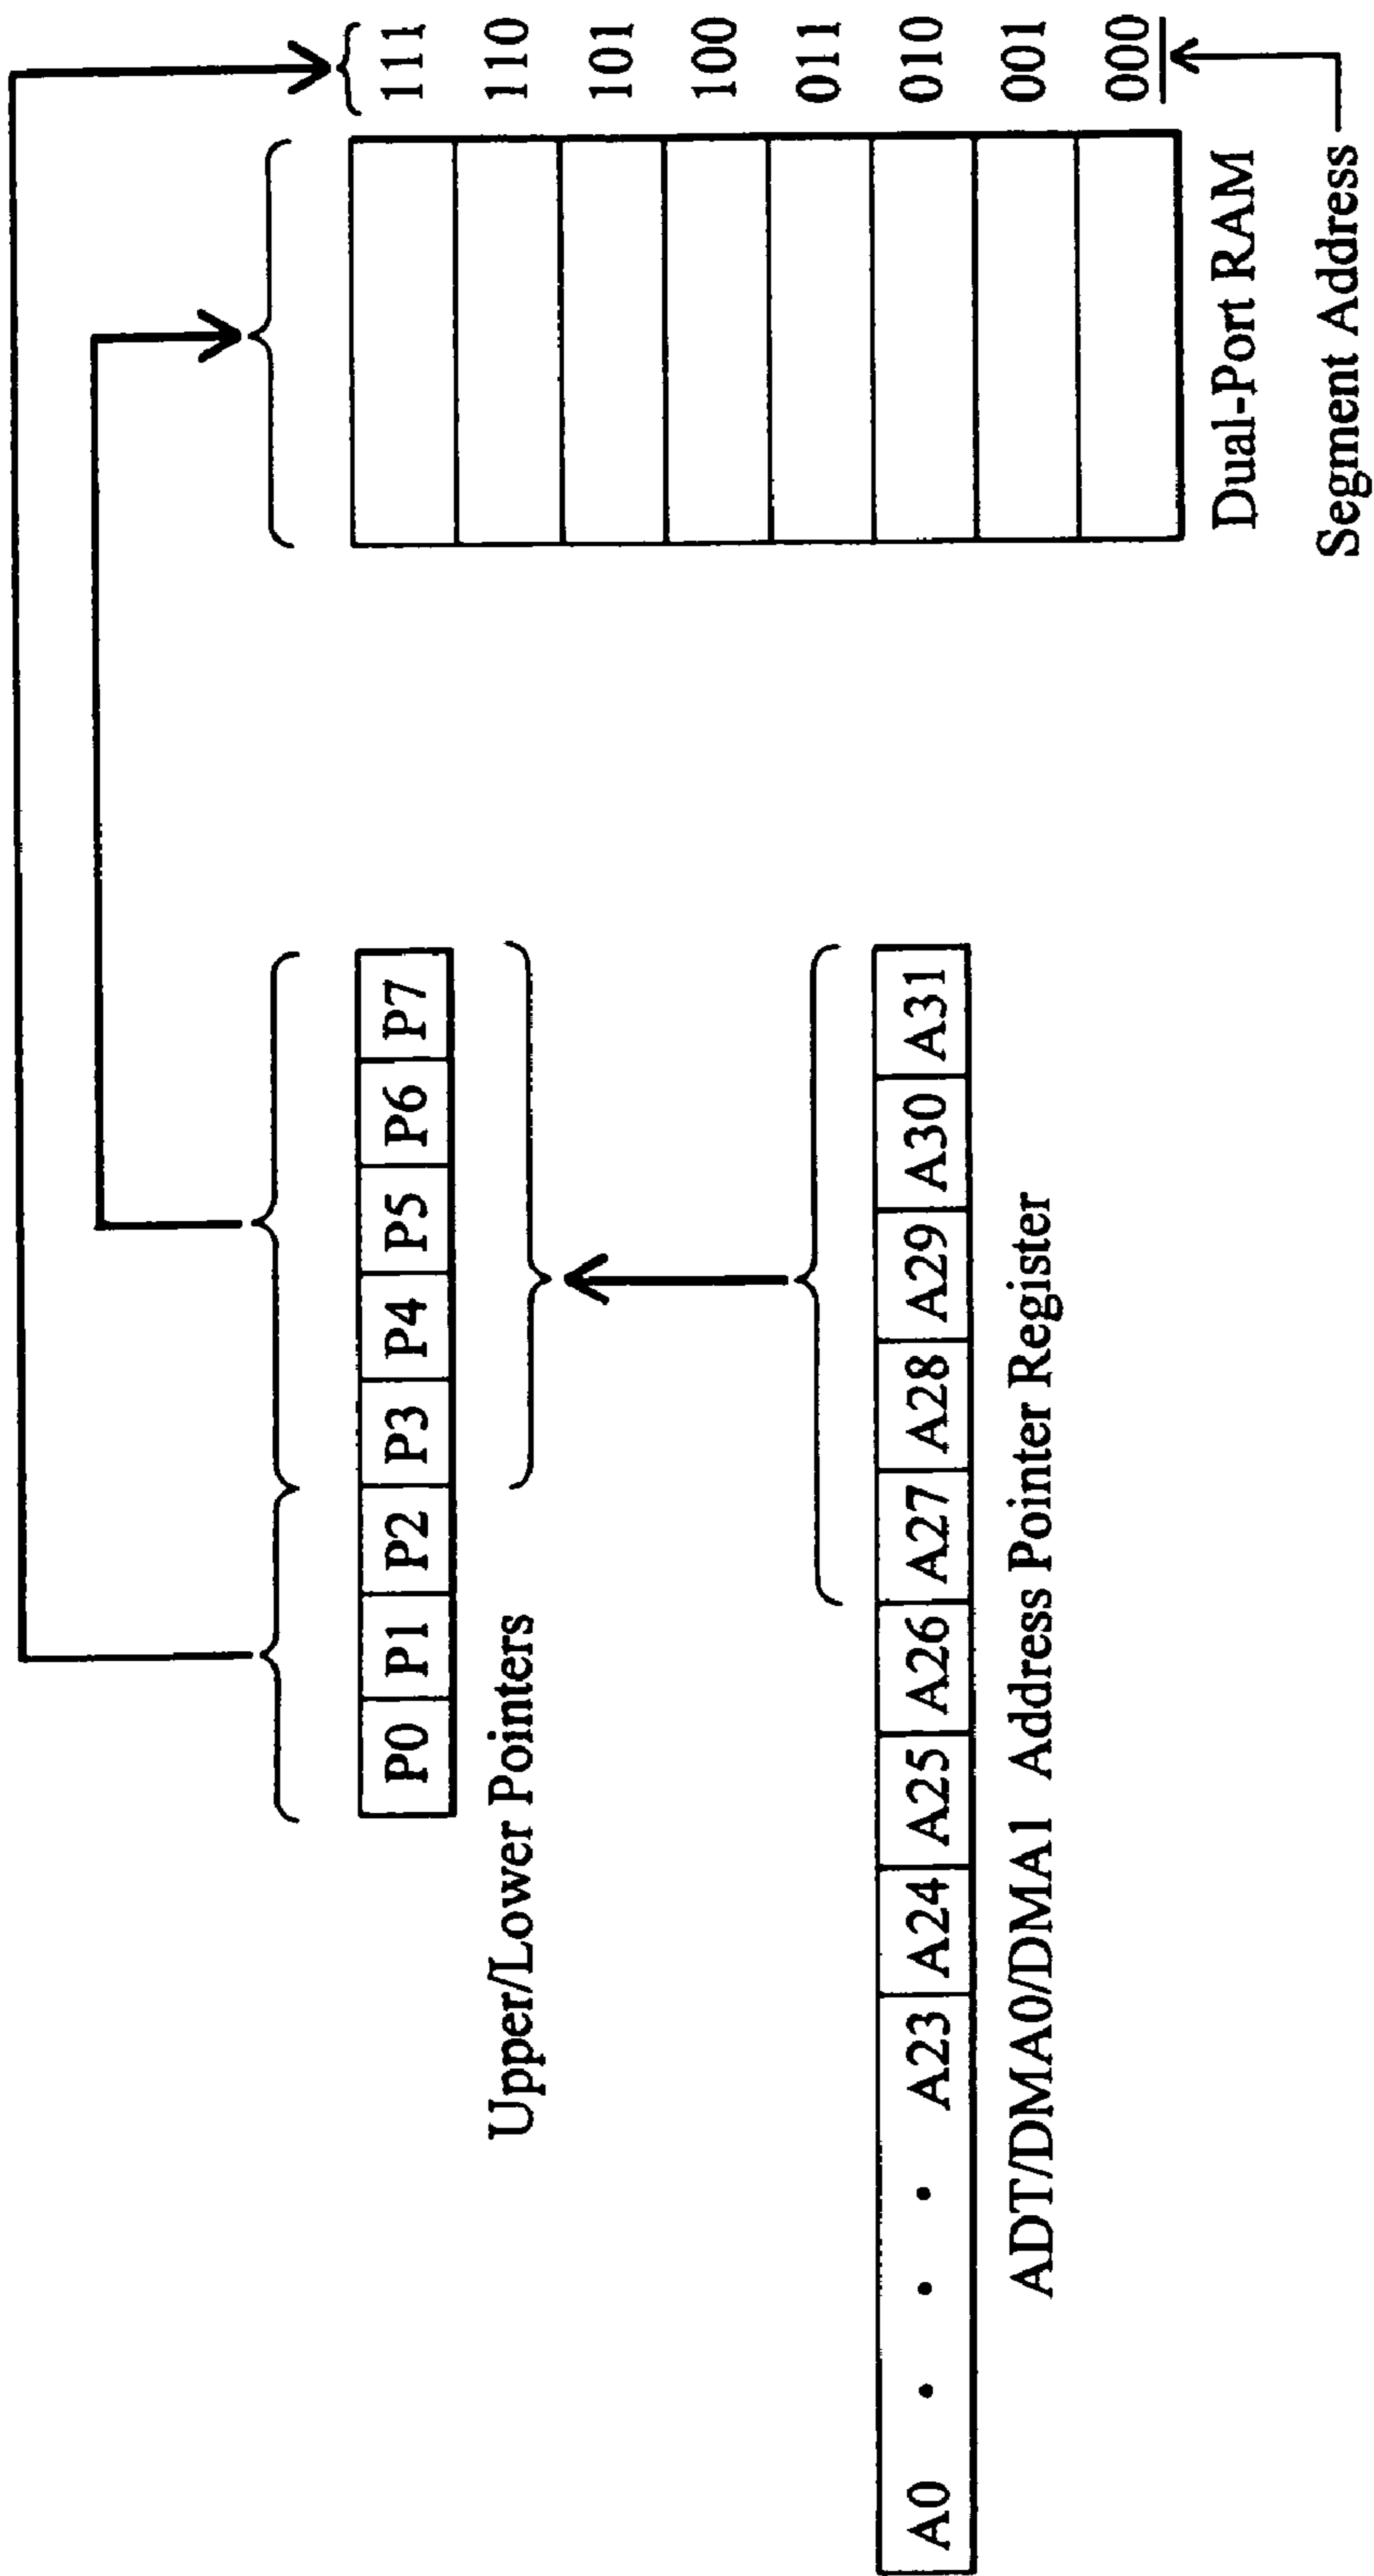 P0 P1 P2 P3 P4 P5 P6 P7
Upper/Lower Pointers
A0 • • • A23 A24 A25 A26 A27 A28 A29 A30 A31
ADT/DMA0/DMA1 Address Pointer Register
111
110
101
100
011
010
001
000
Dual-Port RAM
Segment Address